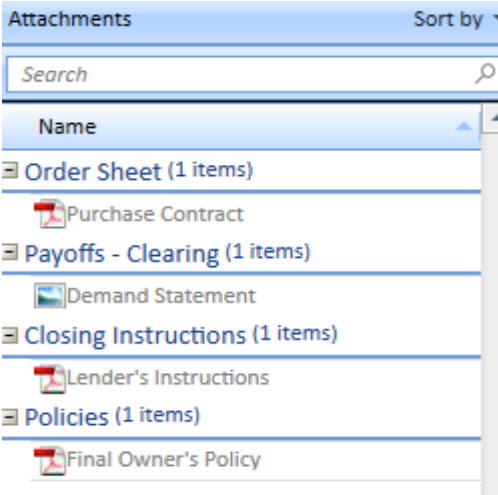 Attachments Sort by
Search
Name
Order Sheet (1 items)
Purchase Contract
Payoffs - Clearing (1 items)
Demand Statement
Closing Instructions (1 items)
Lender's Instructions
Policies (1 items)
Final Owner's Policy